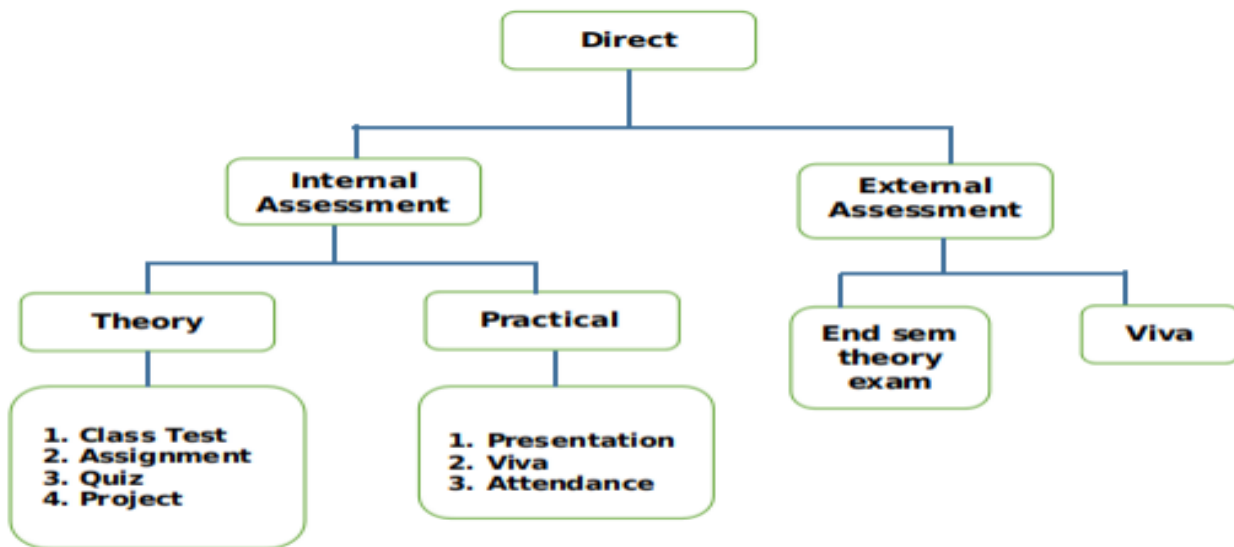 Direct
Internal
Assessment
External
Assessment
Theory
Practical
End sem
theory
exam
Viva
1. Class Test
2. Assignment
3. Quiz
4. Project
1. Presentation
2. Viva
3. Attendance